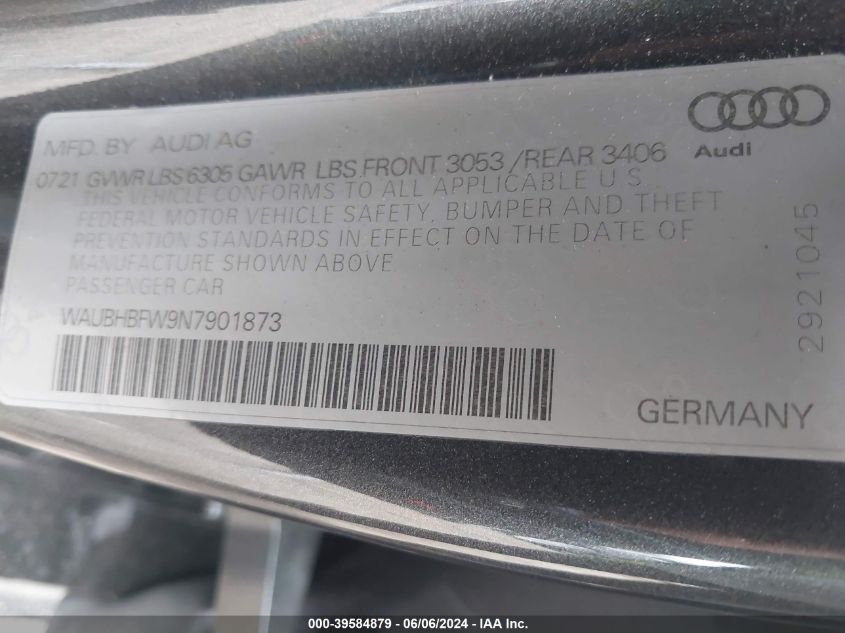 MFD. BY AUDI AG
Audi
0721 GVWR LBS 6305 GAWR LBS.FRONT 3053 /REAR 3406
THIS VEHICLE CONFORMS TO ALL APPLICABLE U S
FEDERAL MOTOR VEHICLE SAFETY, BUMPER AND THEFT
PREVENTION STANDARDS IN EFFECT ON THE DATE OF
MANUFACTURE SHOWN ABOVE
PASSENGER CAR
WAUBHBFW9N7901873
2921045
GERMANY
000-39584879 - 06/06/2024 - IAA Inc.